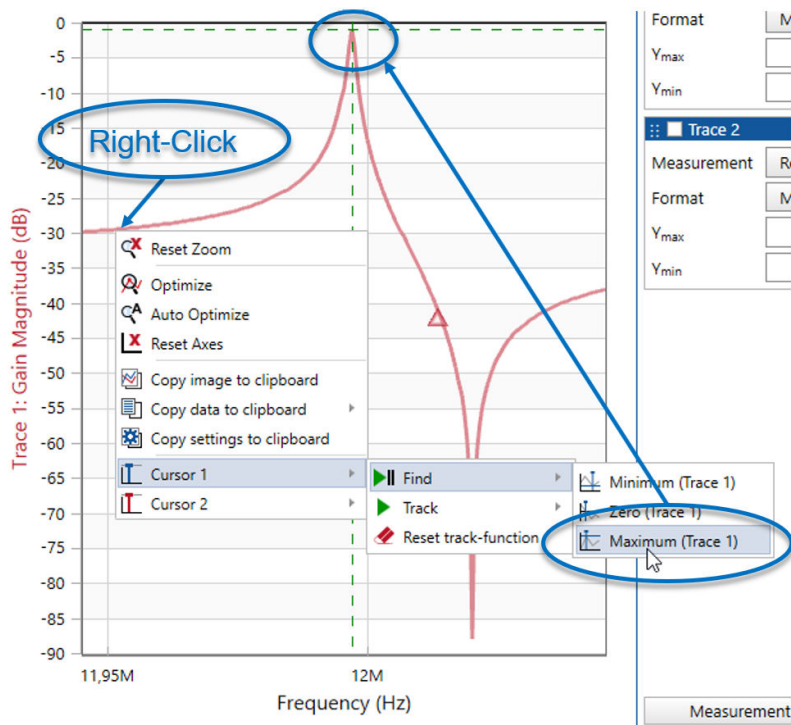 0
-5
-10
-15
-20
-25
-30
-35
-40
-45
-50
-55
-60
-65
-70
-75
-80
-85
-90
Trace 1: Gain Magnitude (dB)
11,95M
12M
Frequency (Hz)
Right-Click
Reset Zoom
Optimize
Auto Optimize
Reset Axes
Copy image to clipboard
Copy data to clipboard
Copy settings to clipboard
Cursor 1
Cursor 2
Find
Track
Reset track-function
Minimum (Trace 1)
Zero (Trace 1)
Maximum (Trace 1)
Format
Ymax
Ymin
Trace 2
Measurement
Format
Ymax
Ymin
Measurement